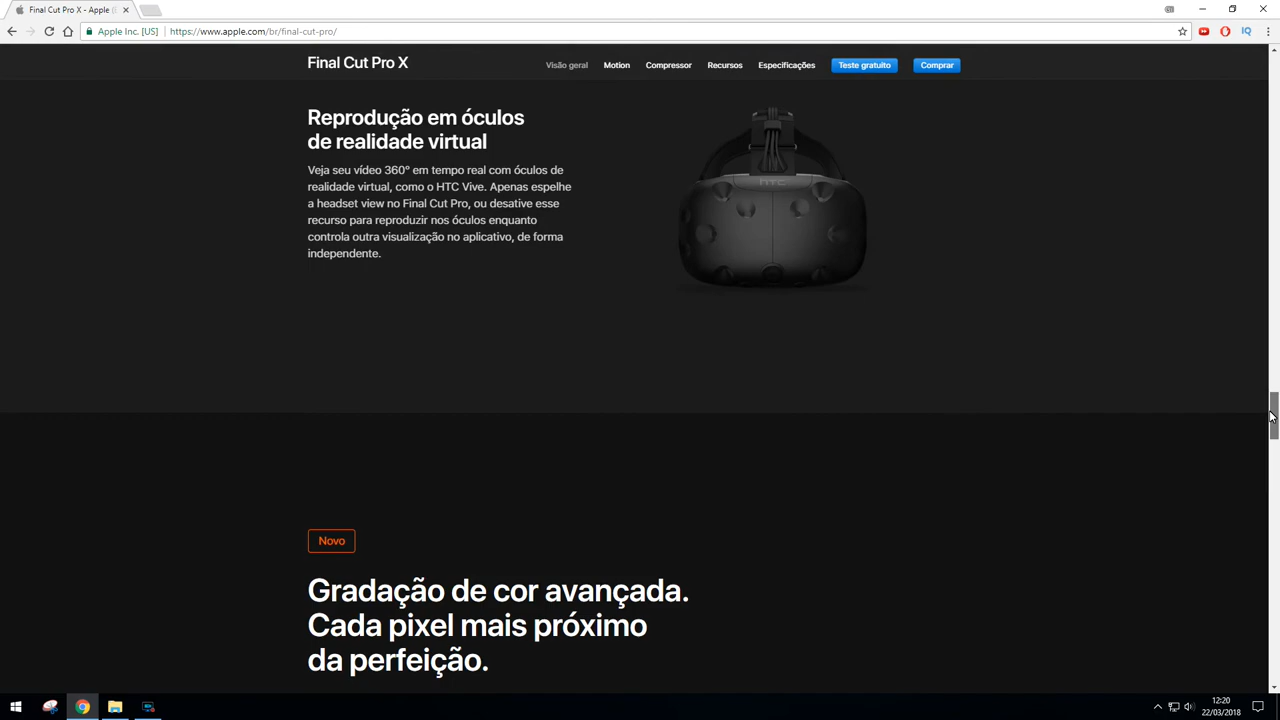 Final Cut Pro X - Apple (
Apple Inc. [US]
https://www.apple.com/br/final-cut-pro/
Final Cut Pro X
Visão geral
Motion
Compressor
Recursos
Especificações
Teste gratuito
Comprar
Reprodução em óculos
de realidade virtual
Veja seu vídeo 360° em tempo real com óculos de
realidade virtual, como o HTC Vive. Apenas espelhe
a headset view no Final Cut Pro, ou desative esse
recurso para reproduzir nos óculos enquanto
controla outra visualização no aplicativo, de forma
independente.
HTC
Novo
Gradação de cor avançada.
Cada pixel mais próximo
da perfeição.
12:20
22/03/2018